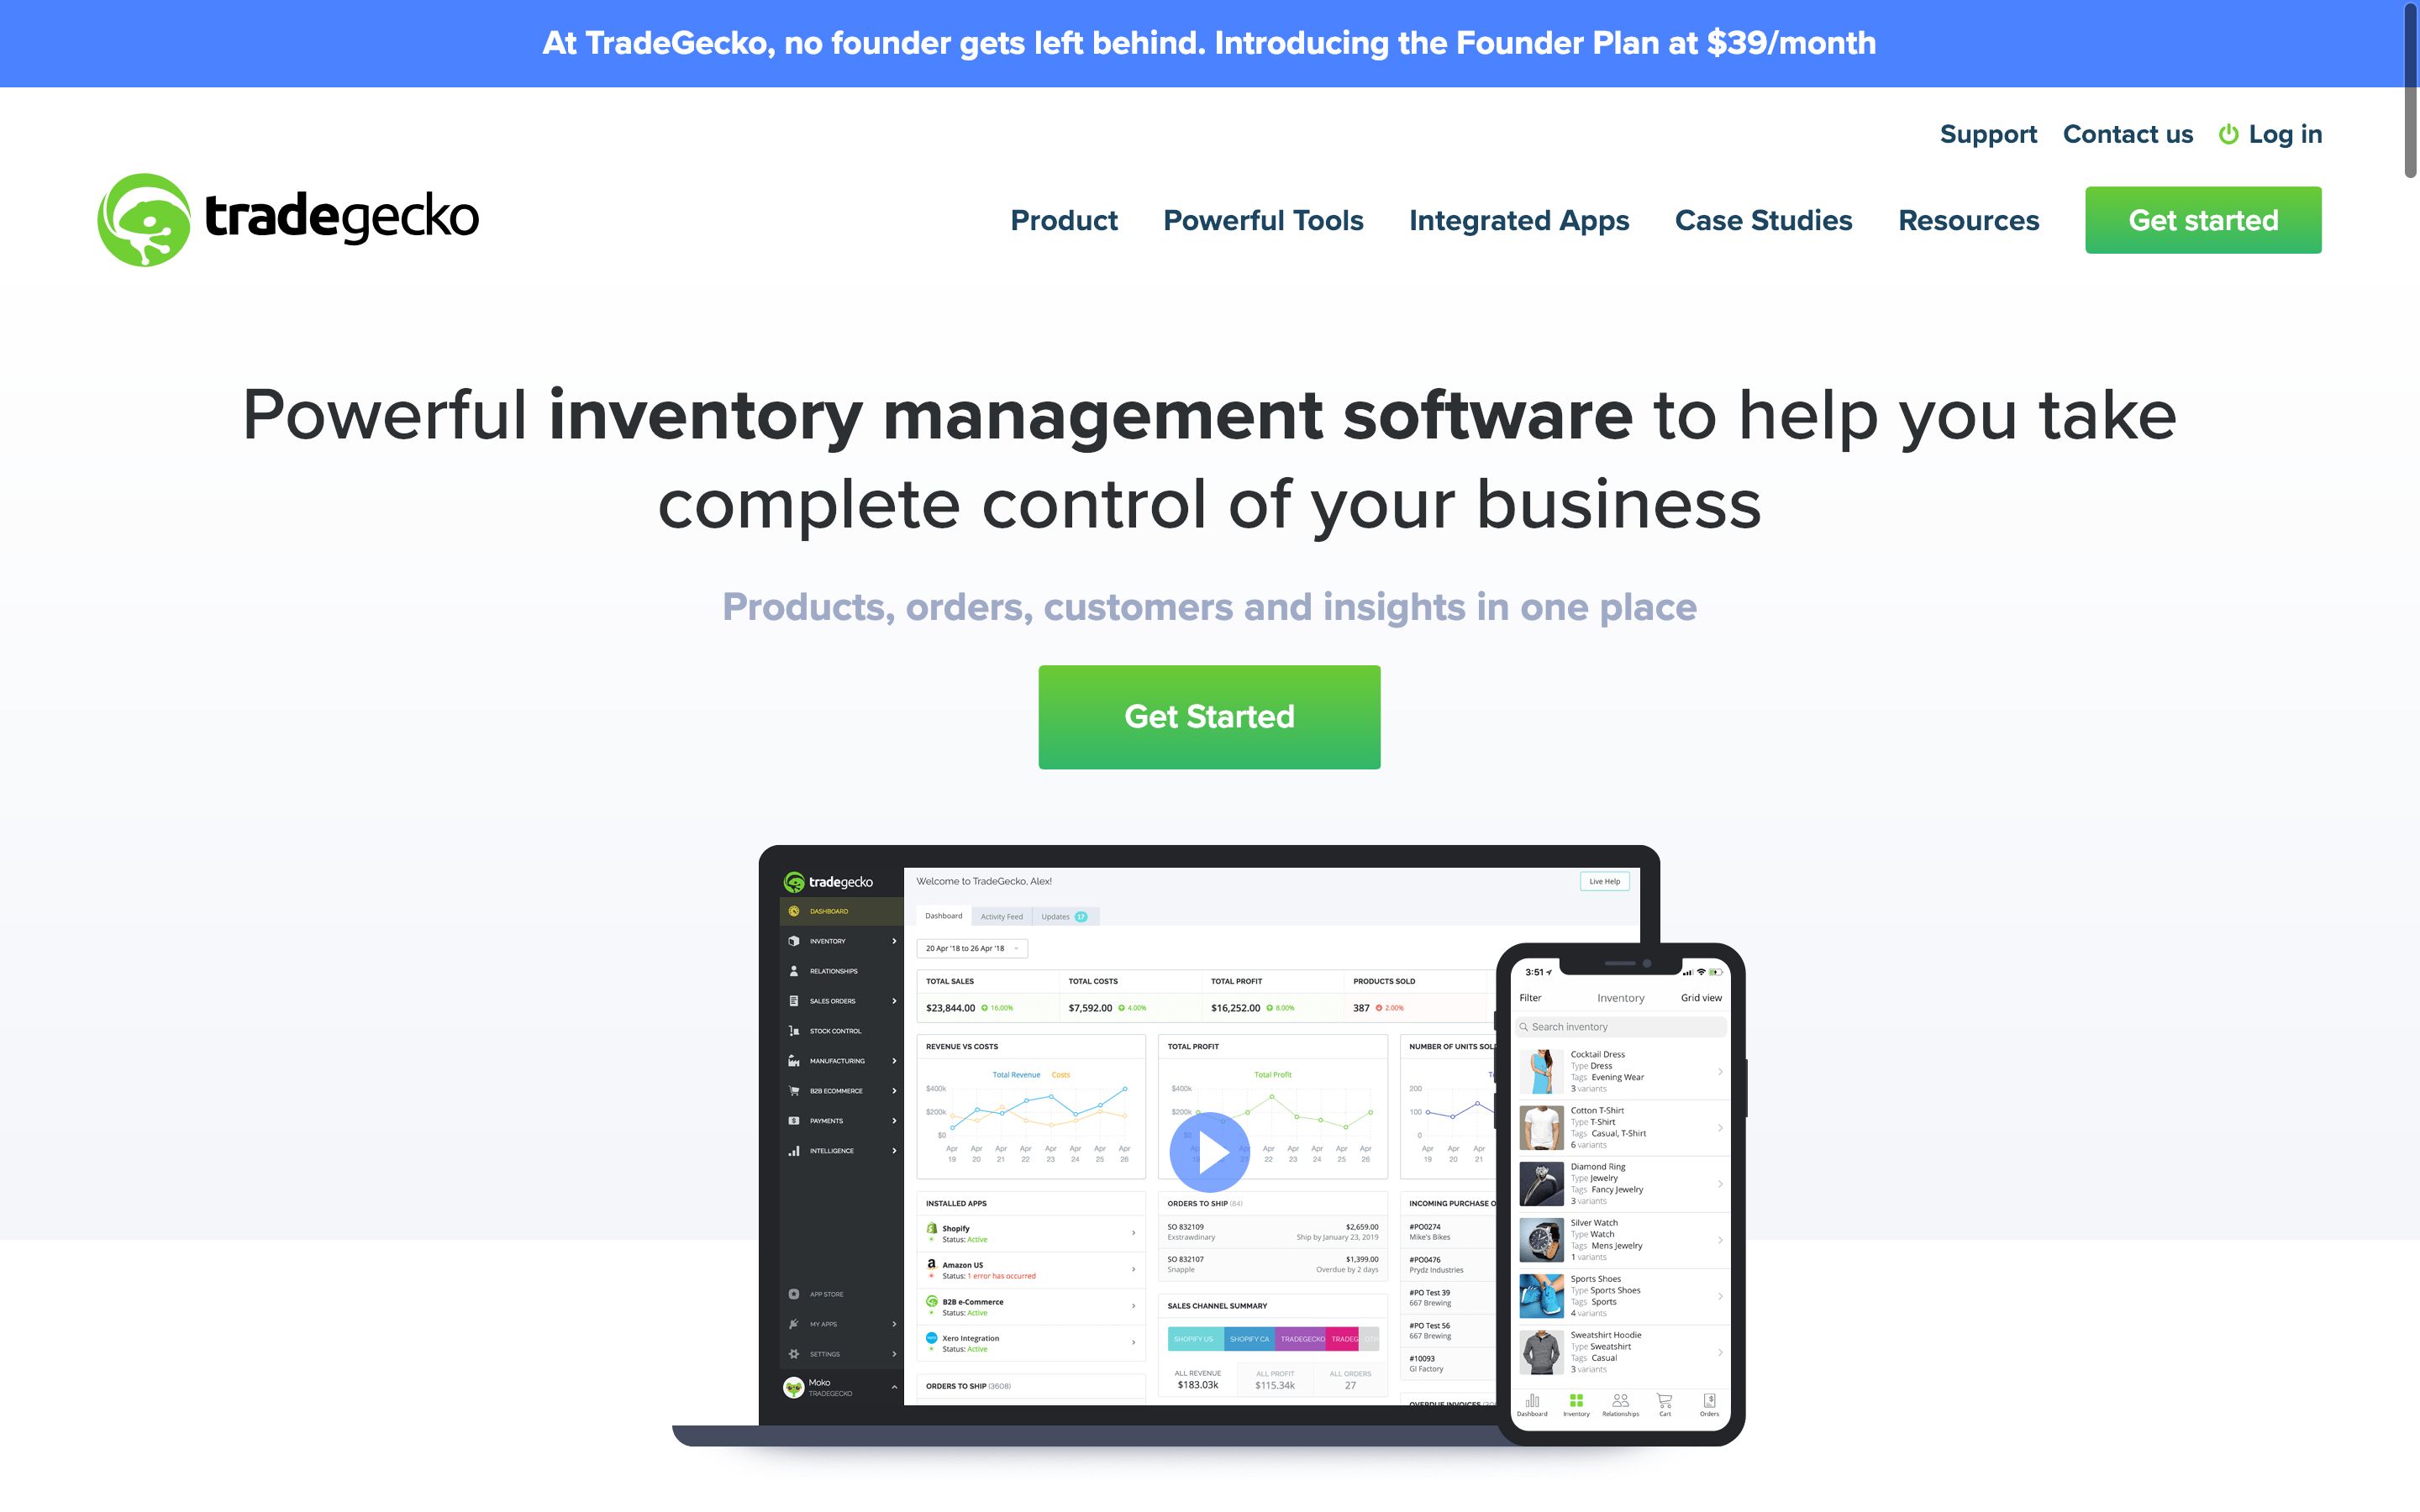 At TradeGecko, no founder gets left behind. Introducing the Founder Plan at $39/month
Support Contact us Log in
tradegecko
Product Powerful Tools Integrated Apps Case Studies Resources Get started
Powerful inventory management software to help you take
complete control of your business
Products, orders, customers and insights in one place
Get Started
tradegecko
DASHBOARD
INVENTORY
RELATIONSHIPS
SALES ORDERS
STOCK CONTROL
MANUFACTURING
B2B ECOMMERCE
PAYMENTS
INTELLIGENCE
APP STORE
MY APPS
SETTINGS
Moko
TRADEGECKO
Welcome to TradeGecko, Alex!
Live Help
Dashboard Activity Feed Updates 17
20 Apr '18 to 26 Apr '18
TOTAL SALES TOTAL COSTS TOTAL PROFIT PRODUCTS SOLD
$23,844.00 16.00% $7,592.00 4.00% $16,252.00 8.00% 387 2.00%
REVENUE VS COSTS
Total Revenue Costs
$400k
$200k
$0
Apr Apr Apr Apr Apr Apr Apr Apr
19 20 21 22 23 24 25 26
TOTAL PROFIT
Total Profit
$400k
$200k
$0
Apr Apr Apr Apr Apr
22 23 24 25 26
NUMBER OF UNITS SOL
200
100
0
Apr Apr Apr
19 20 21
INSTALLED APPS
Shopify
Status: Active
Amazon US
Status: 1 error has occurred
B2B e-Commerce
Status: Active
Xero Integration
Status: Active
ORDERS TO SHIP (3608)
ORDERS TO SHIP (84)
SO 832109 $2,659.00
Exstrawdinary Ship by January 23, 2019
SO 832107 $1,399.00
Snapple Overdue by 2 days
SALES CHANNEL SUMMARY
SHOPIFY US SHOPIFY CA TRADEGECKO TRADEG
ALL REVENUE ALL PROFIT ALL ORDERS
$183.03k $115.34k 27
INCOMING PURCHASE O
#PO0274
Mike's Bikes
#PO0476
Prydz Industries
#PO Test 39
667 Brewing
#PO Test 56
667 Brewing
#10093
GI Factory
OVERDUE INVOICES
3:51
Filter Inventory Grid view
Search inventory
Cocktail Dress
Type Dress
Tags Evening Wear
3 variants
Cotton T-Shirt
Type T-Shirt
Tags Casual, T-Shirt
6 variants
Diamond Ring
Type Jewelry
Tags Fancy Jewelry
3 variants
Silver Watch
Type Watch
Tags Mens Jewelry
1 variants
Sports Shoes
Type Sports Shoes
Tags Sports
4 variants
Sweatshirt Hoodie
Type Sweatshirt
Tags Casual
3 variants
Dashboard Inventory Relationships Cart Orders